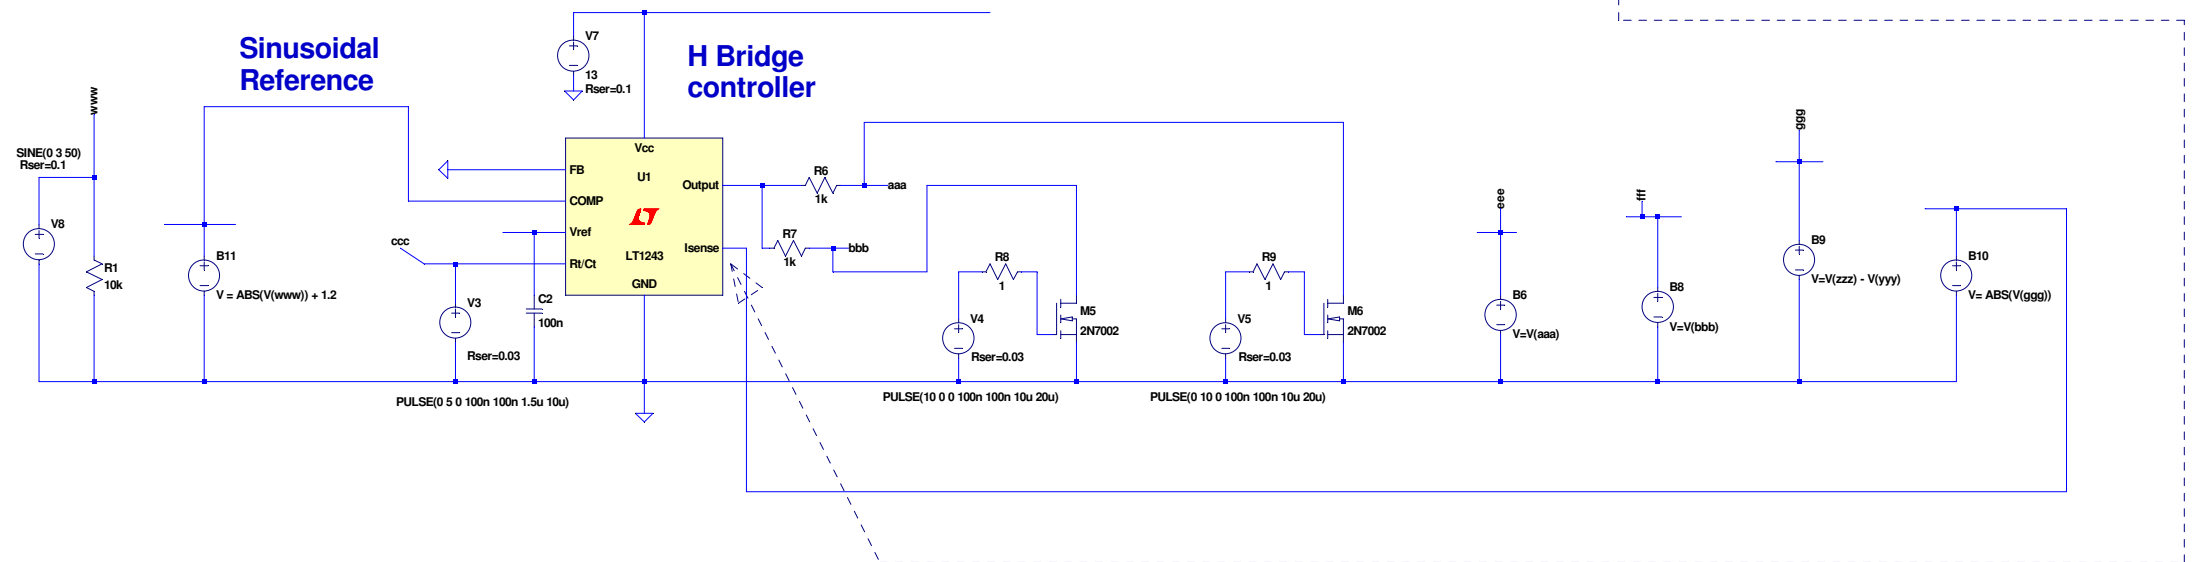 Sinusoidal
Reference
H Bridge
controller
V7
13
Rser=0.1
www
SINE(0 3 50)
Rser=0.1
V8
R1
10k
B11
V = ABS(V(www)) + 1.2
ccc
V3
Rser=0.03
PULSE(0 5 0 100n 100n 1.5u 10u)
C2
100n
Vcc
FB
U1
Output
COMP
Vref
Isense
LT1243
Rt/Ct
GND
R6
1k
aaa
R7
1k
bbb
R8
1
V4
Rser=0.03
PULSE(10 0 0 100n 100n 10u 20u)
M5
2N7002
R9
1
V5
Rser=0.03
PULSE(0 10 0 100n 100n 10u 20u)
M6
2N7002
eee
B6
V=V(aaa)
fff
B8
V=V(bbb)
ggg
B9
V=V(zzz) - V(yyy)
B10
V= ABS(V(ggg))